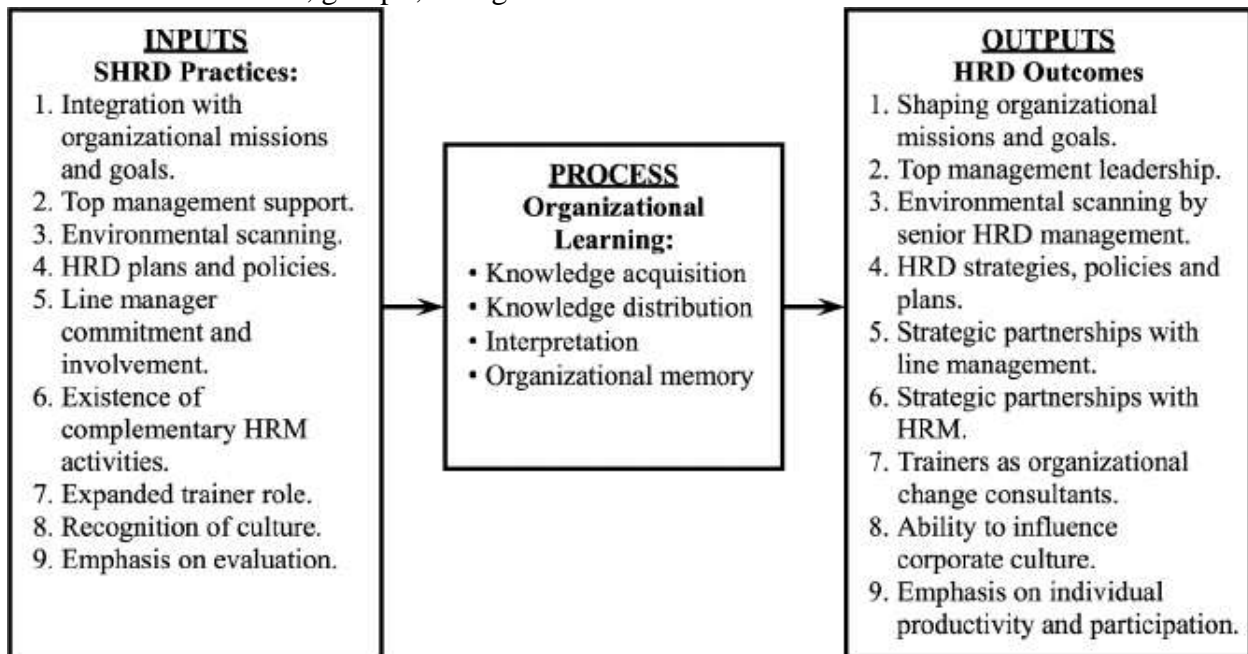 INPUTS
SHRD Practices:
1. Integration with
organizational missions
and goals.
2. Top management support.
3. Environmental scanning.
4. HRD plans and policies.
5. Line manager
commitment and
involvement.
6. Existence of
complementary HRM
activities.
7. Expanded trainer role.
8. Recognition of culture.
9. Emphasis on evaluation.
PROCESS
Organizational
Learning:
• Knowledge acquisition
• Knowledge distribution
• Interpretation
• Organizational memory
OUTPUTS
HRD Outcomes
1. Shaping organizational
missions and goals.
2. Top management leadership.
3. Environmental scanning by
senior HRD management.
4. HRD strategies, policies and
plans.
5. Strategic partnerships with
line management.
6. Strategic partnerships with
HRM.
7. Trainers as organizational
change consultants.
8. Ability to influence
corporate culture.
9. Emphasis on individual
productivity and participation.